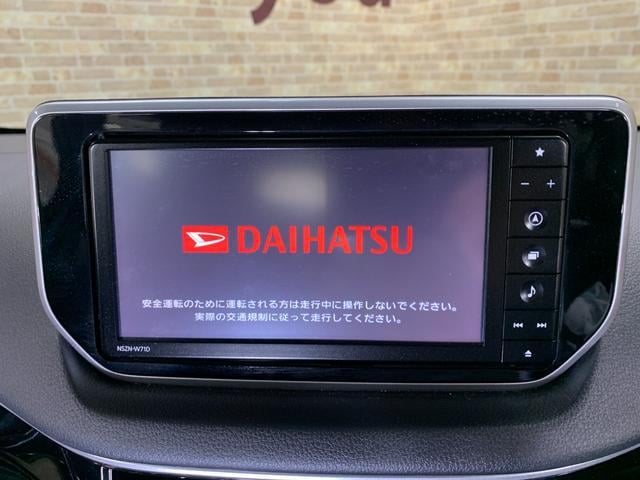 you
DAIHATSU
安全運転のために運転される方は走行中に操作しないでください。
実際の交通規制に従って走行してください。
NSZN-W71D